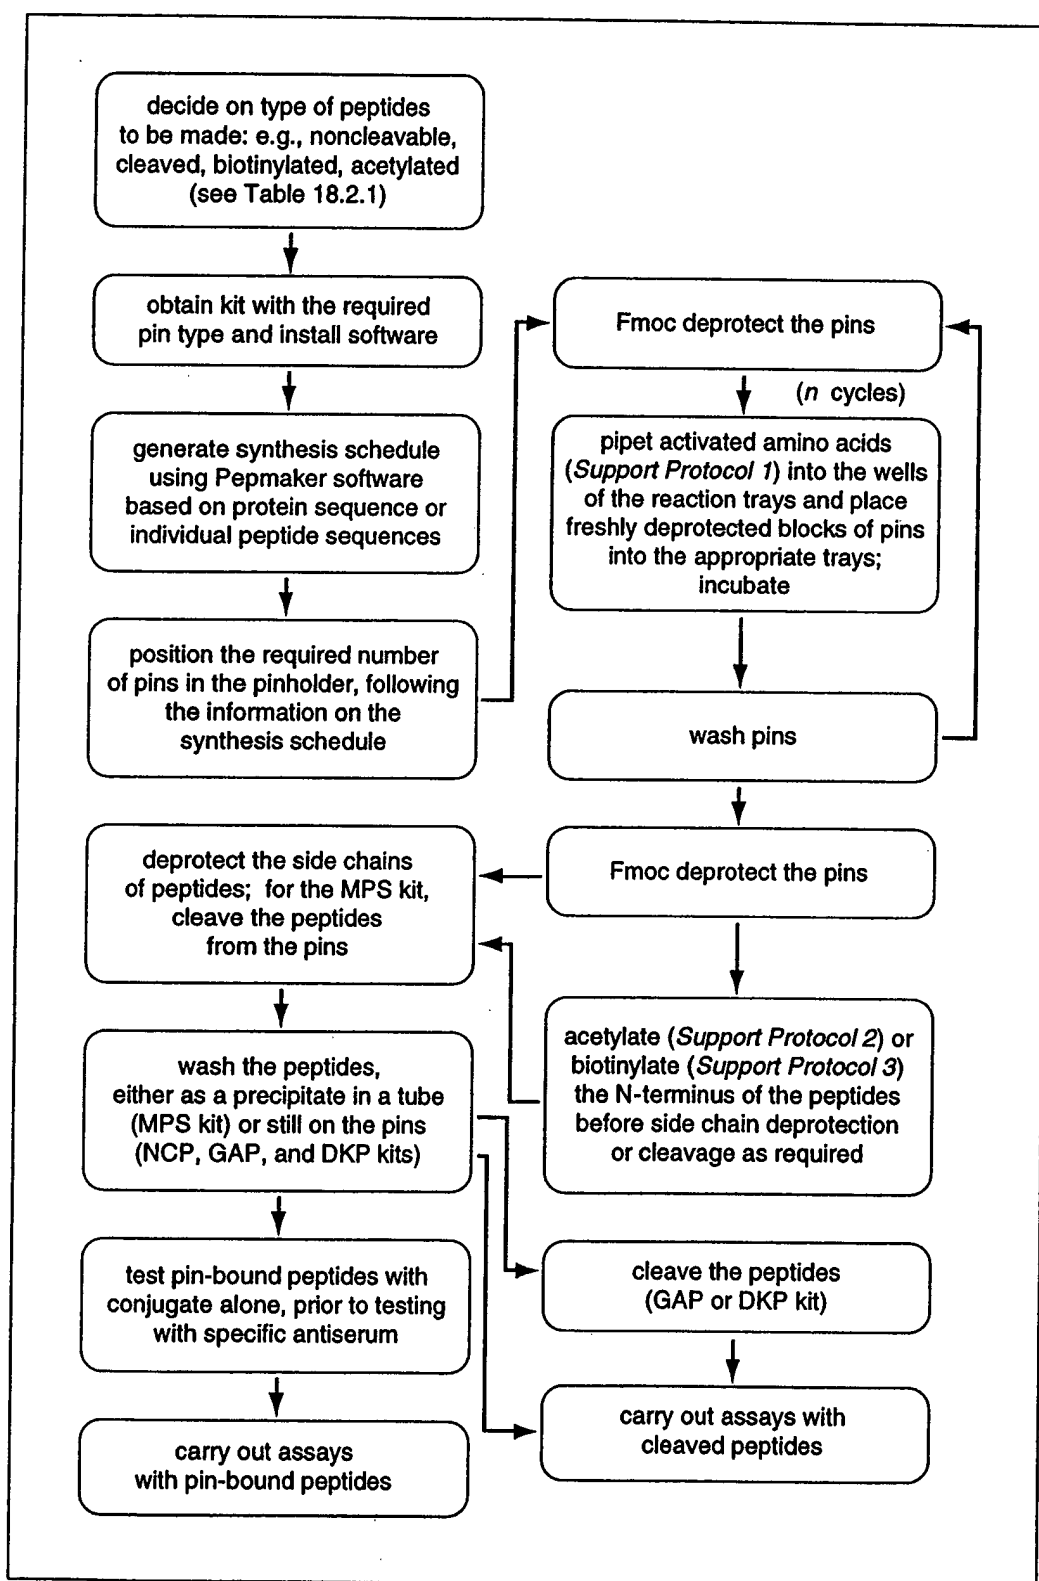 decide on type of peptides
to be made: e.g., noncleavable,
cleaved, biotinylated, acetylated
(see Table 18.2.1)
obtain kit with the required
pin type and install software
generate synthesis schedule
using Pepmaker software
based on protein sequence or
individual peptide sequences
position the required number
of pins in the pinholder, following
the information on the
synthesis schedule
Fmoc deprotect the pins
(n cycles)
pipet activated amino acids
(Support Protocol 1) into the wells
of the reaction trays and place
freshly deprotected blocks of pins
into the appropriate trays;
incubate
wash pins
Fmoc deprotect the pins
acetylate (Support Protocol 2) or
biotinylate (Support Protocol 3)
the N-terminus of the peptides
before side chain deprotection
or cleavage as required
deprotect the side chains
of peptides; for the MPS kit,
cleave the peptides
from the pins
wash the peptides,
either as a precipitate in a tube
(MPS kit) or still on the pins
(NCP, GAP, and DKP kits)
test pin-bound peptides with
conjugate alone, prior to testing
with specific antiserum
carry out assays
with pin-bound peptides
cleave the peptides
(GAP or DKP kit)
carry out assays with
cleaved peptides